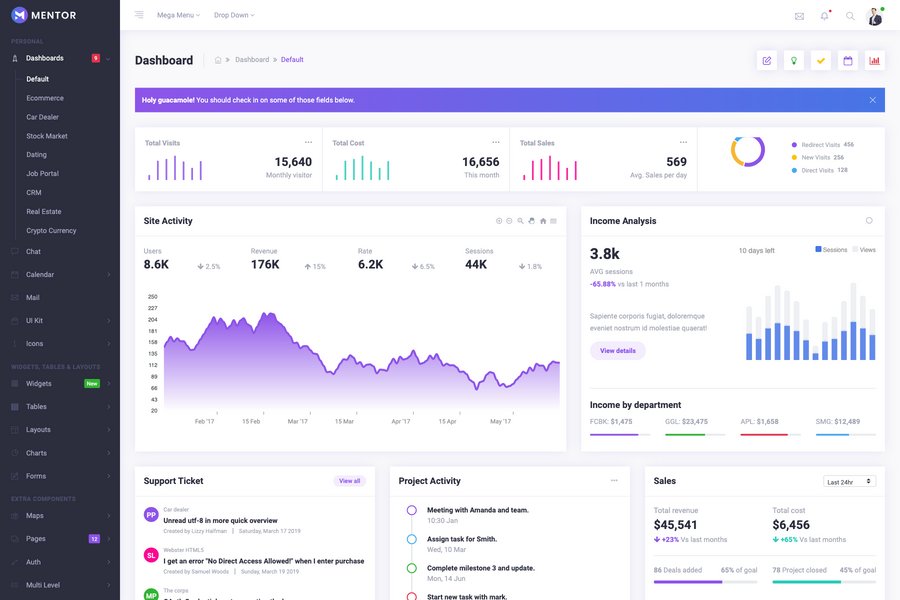 MENTOR
Mega Menu
Drop Down
PERSONAL
Dashboards 9
Default
Ecommerce
Car Dealer
Stock Market
Dating
Job Portal
CRM
Real Estate
Crypto Currency
Chat
Calendar
Mail
UI Kit
Icons
WIDGETS, TABLES & LAYOUTS
Widgets New
Tables
Layouts
Charts
Forms
EXTRA COMPONENTS
Maps
Pages 12
Auth
Multi Level
Dashboard
Dashboard » Default
Holy guacamole! You should check in on some of those fields below.
Total Visits
15,640
Monthly visitor
Total Cost
16,656
This month
Total Sales
569
Avg. Sales per day
Redirect Visits 456
New Visits 256
Direct Visits 128
Site Activity
Users
8.6K
2.5%
Revenue
176K
15%
Rate
6.2K
6.5%
Sessions
44K
1.8%
250
227
204
181
158
135
112
89
66
43
20
Feb '17
15 Feb
Mar '17
15 Mar
Apr '17
15 Apr
May '17
Income Analysis
3.8k
AVG sessions
-65.88% vs last 1 months
10 days left
Sessions
Views
Sapiente corporis fugiat, doloremque
eveniet nostrum id molestiae quaerat!
View details
Income by department
FCBK: $1,475
GGL: $23,475
APL: $1,658
SMG: $12,489
Support Ticket
View all
PP
Car dealer
Unread utf-8 in more quick overview
Created by Lizzy Halfman | Saturday, March 17 2019
SL
Webster HTML5
I get an error "No Direct Access Allowed!" when I enter purchase
Created by Samuel Woods | Sunday, March 19 2019
MP
The corps
Project Activity
Meeting with Amanda and team.
10:30 Jan
Assign task for Smith.
Wed, 10 Mar
Complete milestone 3 and update.
Mon, 14 Jun
Start new task with mark.
Sales
Last 24hr
Total revenue
$45,541
+23% Vs last months
Total cost
$6,456
+65% Vs last months
86 Deals added 65% of goal
78 Project closed 45% of goal